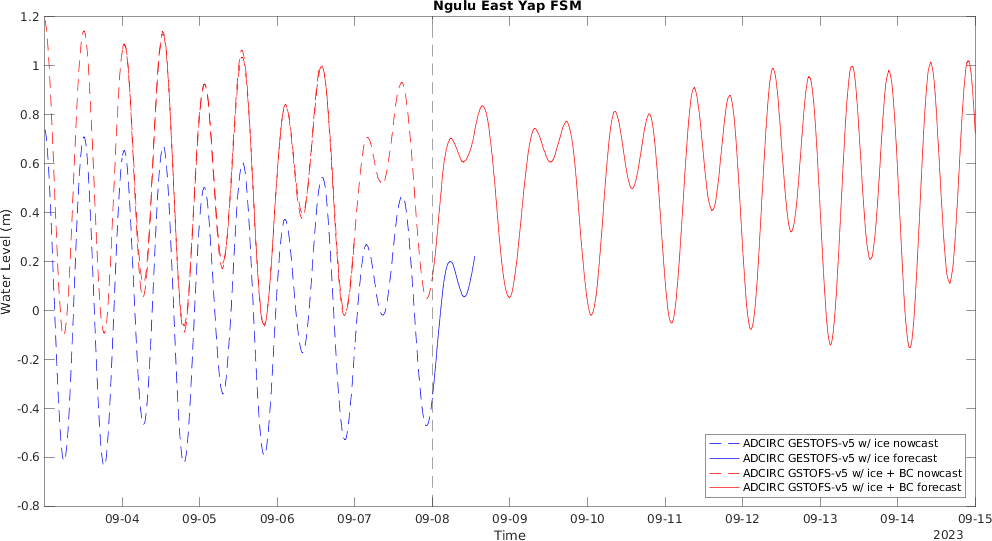 Ngulu East Yap FSM
1.2
1
0.8
0.6
0.4
0.2
0
-0.2
-0.4
-0.6
-0.8
Water Level (m)
ADCIRC GESTOFS-v5 w/ ice nowcast
ADCIRC GESTOFS-v5 w/ ice forecast
ADCIRC GSTOFS-v5 w/ ice + BC nowcast
ADCIRC GSTOFS-v5 w/ ice + BC forecast
09-04 09-05 09-06 09-07 09-08 09-09 09-10 09-11 09-12 09-13 09-14 09-15
Time
2023